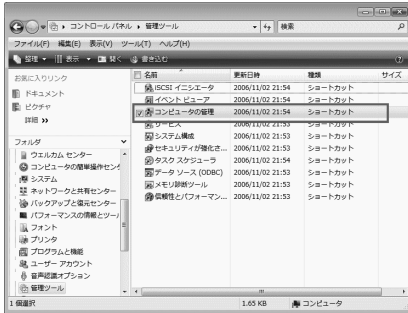 コントロール パネル ▸ 管理ツール
検索
ファイル(F) 編集(E) 表示(V) ツール(T) ヘルプ(H)
整理 表示 開く 書き込む
お気に入りリンク
ドキュメント
ピクチャ
詳細 »
フォルダ
ウエルカム センター
コンピュータの簡単操作セン
システム
ネットワークと共有センター
バックアップと復元センター
パフォーマンスの情報とツー
フォント
プリンタ
プログラムと機能
ユーザー アカウント
音声認識オプション
管理ツール
名前 更新日時 種類 サイズ
iSCSI イニシエータ 2006/11/02 21:54 ショートカット
イベント ビューア 2006/11/02 21:54 ショートカット
コンピュータの管理 2006/11/02 21:54 ショートカット
サービス 2006/11/02 21:54 ショートカット
システム構成 2006/11/02 21:53 ショートカット
セキュリティが強化さ... 2006/11/02 21:53 ショートカット
タスク スケジューラ 2006/11/02 21:54 ショートカット
データ ソース (ODBC) 2006/11/02 21:53 ショートカット
メモリ診断ツール 2006/11/02 21:53 ショートカット
信頼性とパフォーマン... 2006/11/02 21:53 ショートカット
1 個選択 1.65 KB コンピュータ